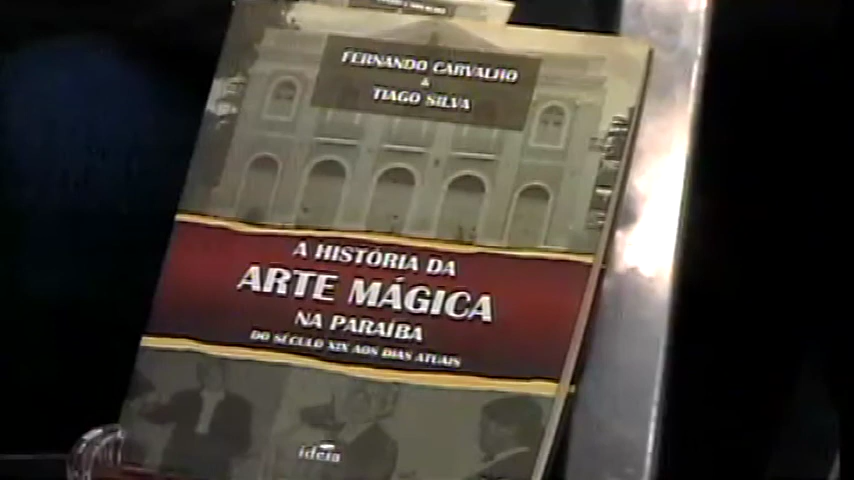 FERNANDO CARVALHO
&
TIAGO SILVA
A HISTÓRIA DA
ARTE MÁGICA
NA PARAÍBA
DO SÉCULO XIX AOS DIAS ATUAIS
ideia